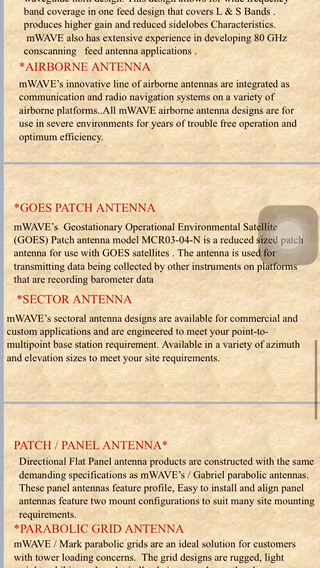 band coverage in one feed design that covers L & S Bands .
produces higher gain and reduced sidelobes Characteristics.
mWAVE also has extensive experience in developing 80 GHz
conscanning feed antenna applications .
*AIRBORNE ANTENNA
mWAVE's innovative line of airborne antennas are integrated as
communication and radio navigation systems on a variety of
airborne platforms..All mWAVE airborne antenna designs are for
use in severe environments for years of trouble free operation and
optimum efficiency.
*GOES PATCH ANTENNA
mWAVE's Geostationary Operational Environmental Satellite
(GOES) Patch antenna model MCR03-04-N is a reduced sized patch
antenna for use with GOES satellites . The antenna is used for
transmitting data being collected by other instruments on platforms
that are recording barometer data
*SECTOR ANTENNA
mWAVE's sectoral antenna designs are available for commercial and
custom applications and are engineered to meet your point-to-
multipoint base station requirement. Available in a variety of azimuth
and elevation sizes to meet your site requirements.
PATCH / PANEL ANTENNA*
Directional Flat Panel antenna products are constructed with the same
demanding specifications as mWAVE's / Gabriel parabolic antennas.
These panel antennas feature profile, Easy to install and align panel
antennas feature two mount configurations to suit many site mounting
requirements.
*PARABOLIC GRID ANTENNA
mWAVE / Mark parabolic grids are an ideal solution for customers
with tower loading concerns. The grid designs are rugged, light